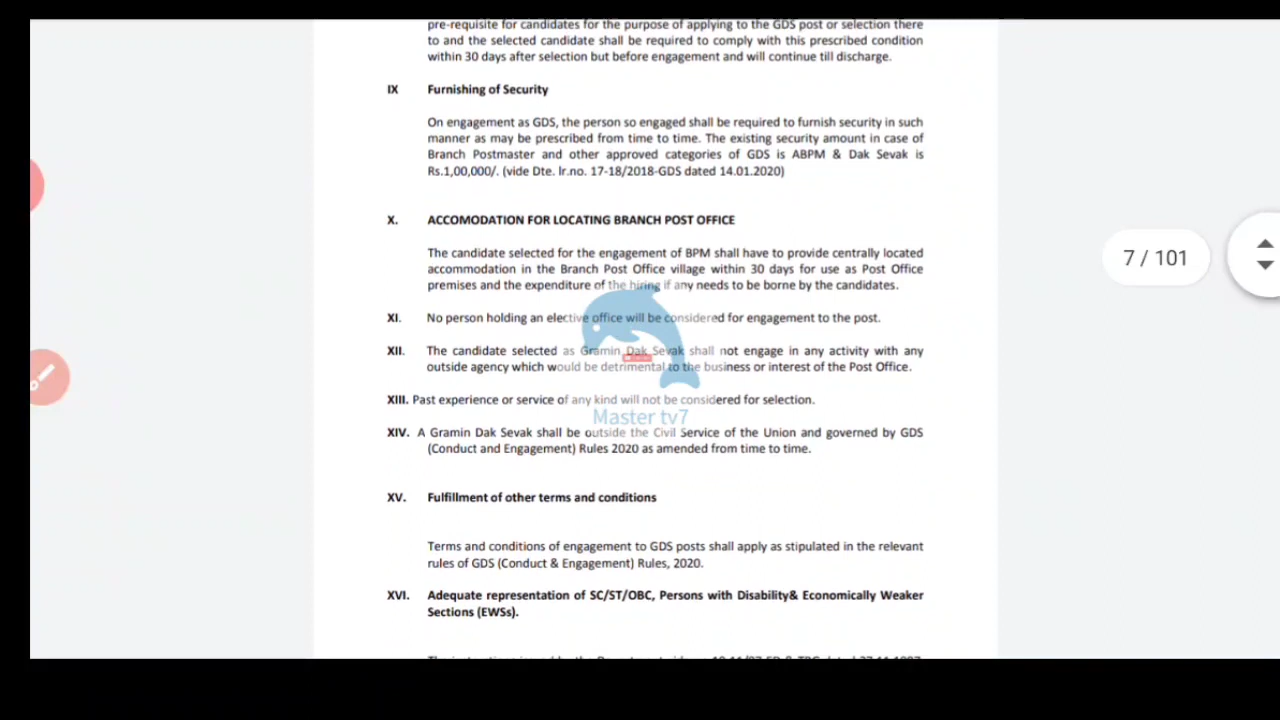 pre-requisite for candidates for the purpose of applying to the GDS post or selection there
to and the selected candidate shall be required to comply with this prescribed condition
within 30 days after selection but before engagement and will continue till discharge.
IX Furnishing of Security
On engagement as GDS, the person so engaged shall be required to furnish security in such
manner as may be prescribed from time to time. The existing security amount in case of
Branch Postmaster and other approved categories of GDS is ABPM & Dak Sevak is
Rs.1,00,000/. (vide Dte. lr.no. 17-18/2018-GDS dated 14.01.2020)
X. ACCOMODATION FOR LOCATING BRANCH POST OFFICE
The candidate selected for the engagement of BPM shall have to provide centrally located
accommodation in the Branch Post Office village within 30 days for use as Post Office
premises and the expenditure of the hiring if any needs to be borne by the candidates.
7 / 101
XI. No person holding an elective office will be considered for engagement to the post.
XII. The candidate selected as Gramin Dak Sevak shall not engage in any activity with any
outside agency which would be detrimental to the business or interest of the Post Office.
XIII. Past experience or service of any kind will not be considered for selection.
Master tv7
XIV. A Gramin Dak Sevak shall be outside the Civil Service of the Union and governed by GDS
(Conduct and Engagement) Rules 2020 as amended from time to time.
XV. Fulfillment of other terms and conditions
Terms and conditions of engagement to GDS posts shall apply as stipulated in the relevant
rules of GDS (Conduct & Engagement) Rules, 2020.
XVI. Adequate representation of SC/ST/OBC, Persons with Disability& Economically Weaker
Sections (EWSs).